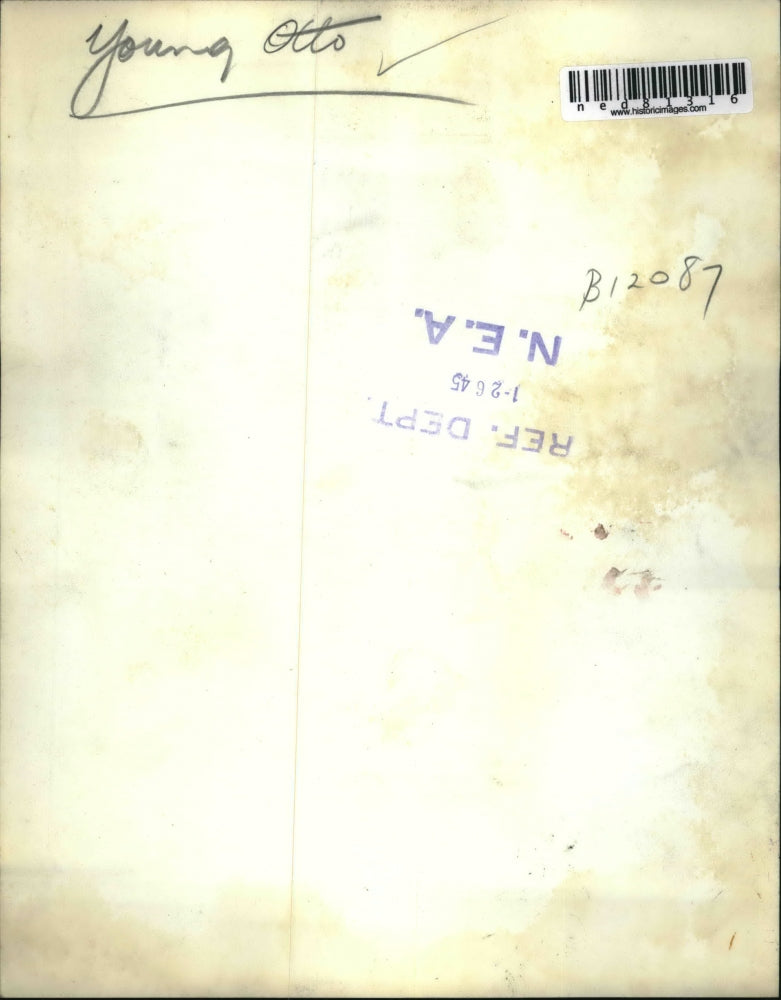 Young Otto ✓
ned81316
www.historicimages.com
B12087
REF. DEPT.
1-26 45
N.E.A.